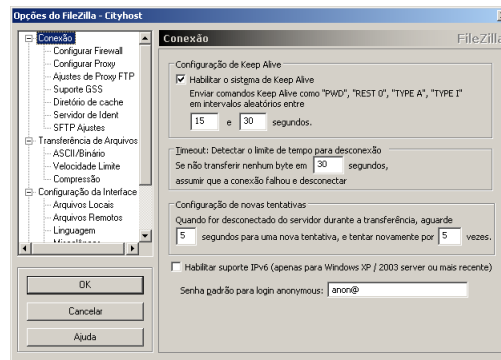 Opções do FileZilla - Cityhost
Conexão
Configurar Firewall
Configurar Proxy
Ajustes de Proxy FTP
Suporte GSS
Diretório de cache
Servidor de Ident
SFTP Ajustes
Transferência de Arquivos
ASCII/Binário
Velocidade Limite
Compressão
Configuração da Interface
Arquivos Locais
Arquivos Remotos
Linguagem
OK
Cancelar
Ajuda
Conexão
FileZilla
Configuração de Keep Alive
Habilitar o sistema de Keep Alive
Enviar comandos Keep Alive como "PWD", "REST 0", "TYPE A", "TYPE I"
em intervalos aleatórios entre
15 e 30 segundos.
Timeout: Detectar o limite de tempo para desconexão
Se não transferir nenhum byte em 30 segundos,
assumir que a conexão falhou e desconectar
Configuração de novas tentativas
Quando for desconectado do servidor durante a transferência, aguarde
5 segundos para uma nova tentativa, e tentar novamente por 5 vezes.
Habilitar suporte IPv6 (apenas para Windows XP / 2003 server ou mais recente)
Senha padrão para login anonymous: anon@